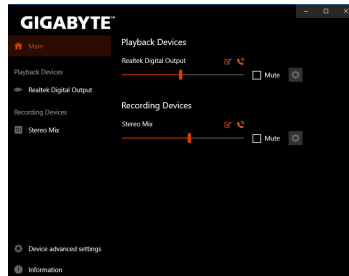 GIGABYTE™
Main
Playback Devices
Realtek Digital Output
Recording Devices
Stereo Mix
Device advanced settings
Information
Playback Devices
Realtek Digital Output
Mute
Recording Devices
Stereo Mix
Mute